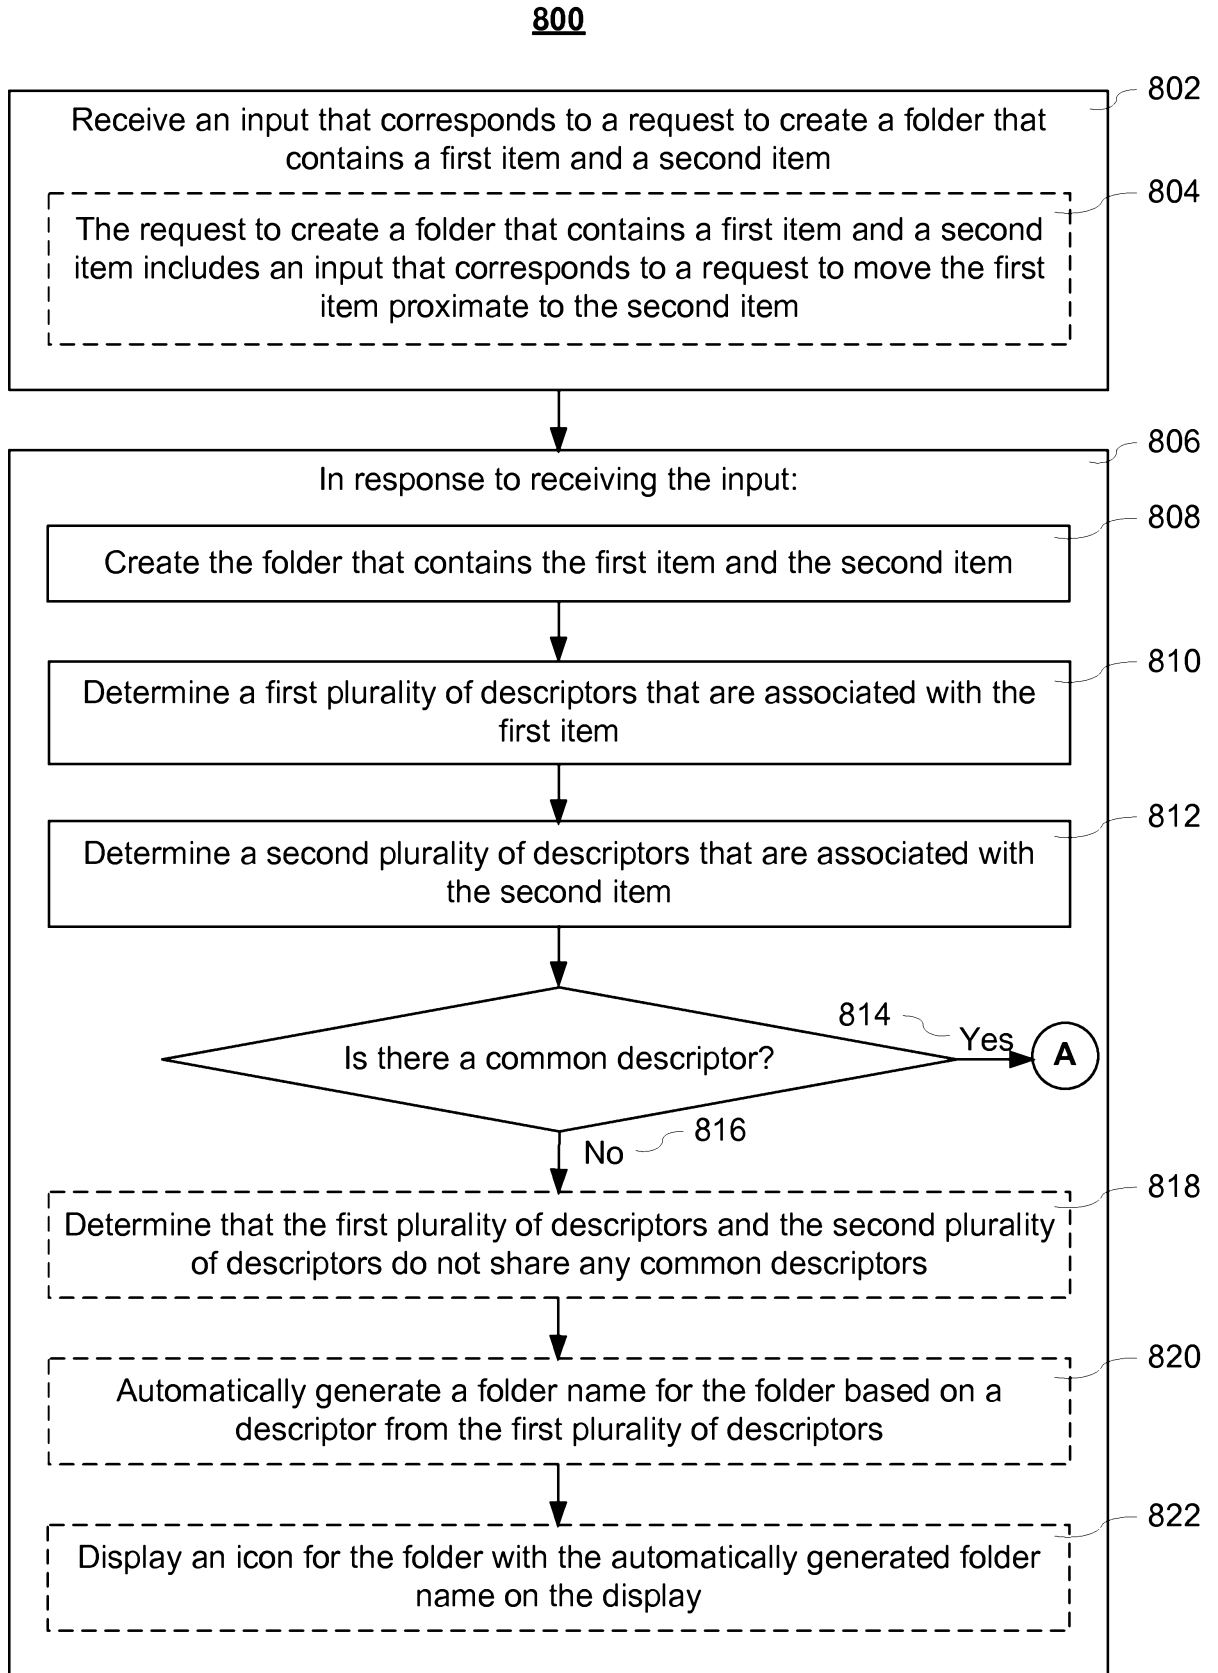 800
802
Receive an input that corresponds to a request to create a folder that
contains a first item and a second item
804
The request to create a folder that contains a first item and a second
item includes an input that corresponds to a request to move the first
item proximate to the second item
806
In response to receiving the input:
808
Create the folder that contains the first item and the second item
810
Determine a first plurality of descriptors that are associated with the
first item
812
Determine a second plurality of descriptors that are associated with
the second item
814
Yes
A
Is there a common descriptor?
816
No
818
Determine that the first plurality of descriptors and the second plurality
of descriptors do not share any common descriptors
820
Automatically generate a folder name for the folder based on a
descriptor from the first plurality of descriptors
822
Display an icon for the folder with the automatically generated folder
name on the display